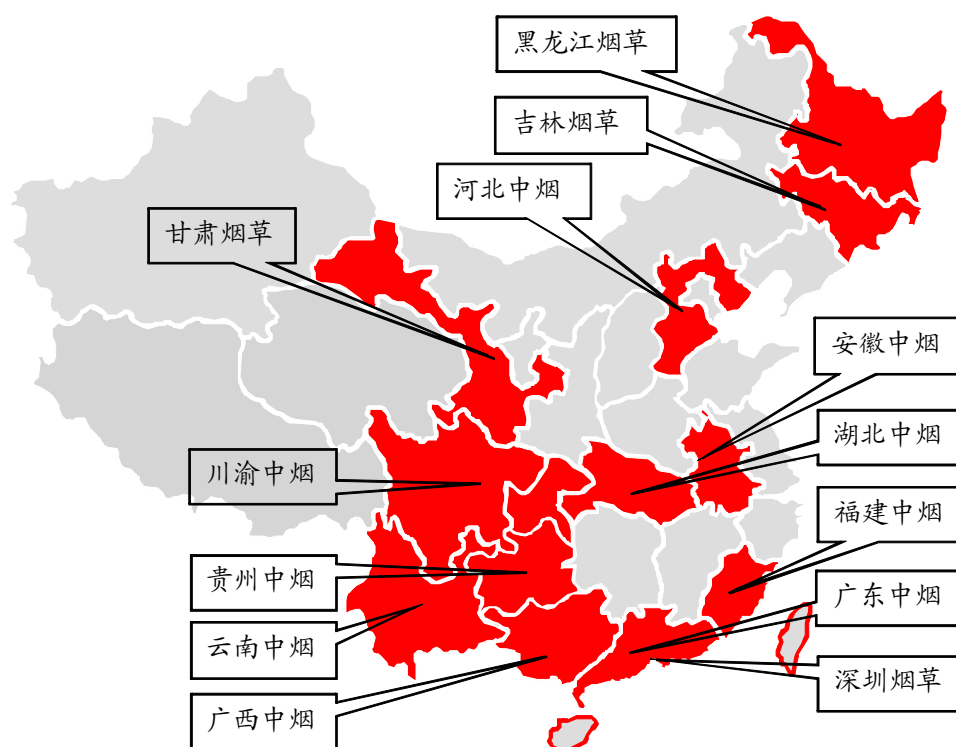 黑龙江烟草
吉林烟草
河北中烟
甘肃烟草
安徽中烟
湖北中烟
川渝中烟
福建中烟
贵州中烟
广东中烟
云南中烟
深圳烟草
广西中烟